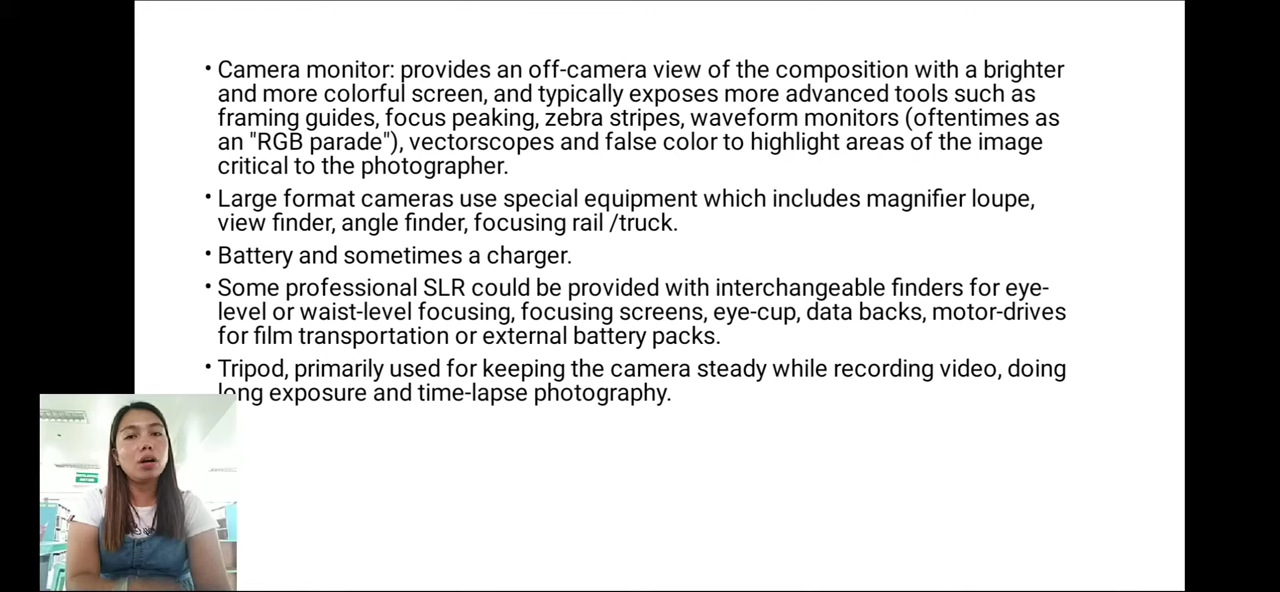 • Camera monitor: provides an off-camera view of the composition with a brighter
and more colorful screen, and typically exposes more advanced tools such as
framing guides, focus peaking, zebra stripes, waveform monitors (oftentimes as
an "RGB parade"), vectorscopes and false color to highlight areas of the image
critical to the photographer.
• Large format cameras use special equipment which includes magnifier loupe,
view finder, angle finder, focusing rail /truck.
• Battery and sometimes a charger.
• Some professional SLR could be provided with interchangeable finders for eye-
level or waist-level focusing, focusing screens, eye-cup, data backs, motor-drives
for film transportation or external battery packs.
• Tripod, primarily used for keeping the camera steady while recording video, doing
long exposure and time-lapse photography.